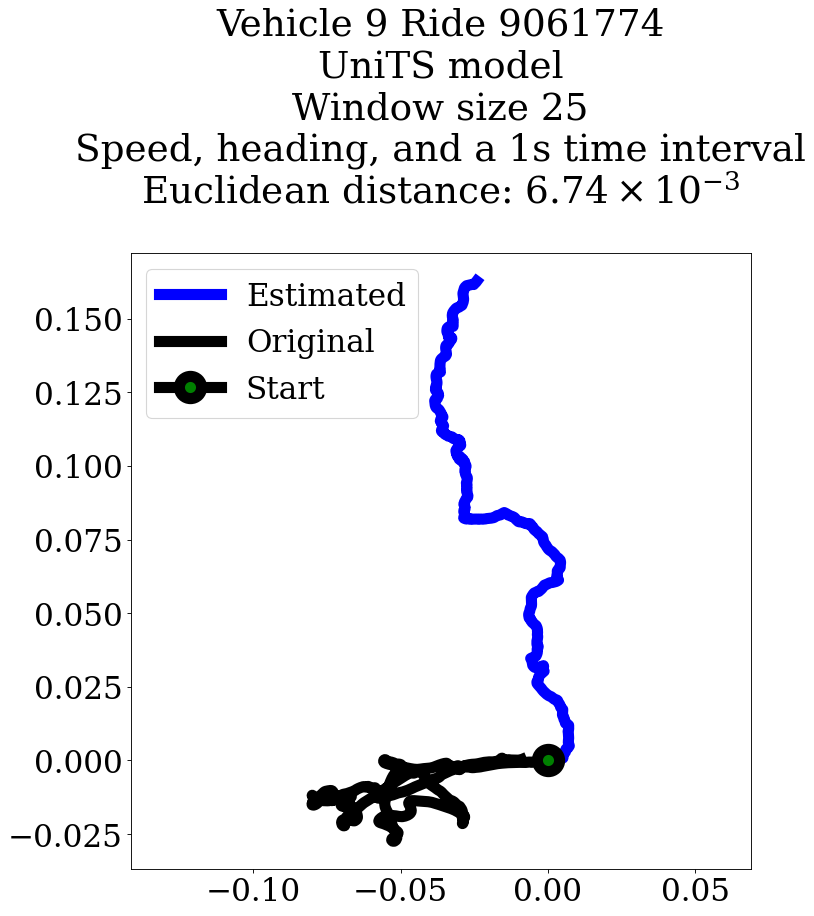 Vehicle 9 Ride 9061774
UniTS model
Window size 25
Speed, heading, and a 1s time interval
Euclidean distance: 6.74 × 10⁻³
Estimated
Original
Start
0.150
0.125
0.100
0.075
0.050
0.025
0.000
−0.025
−0.10
−0.05
0.00
0.05